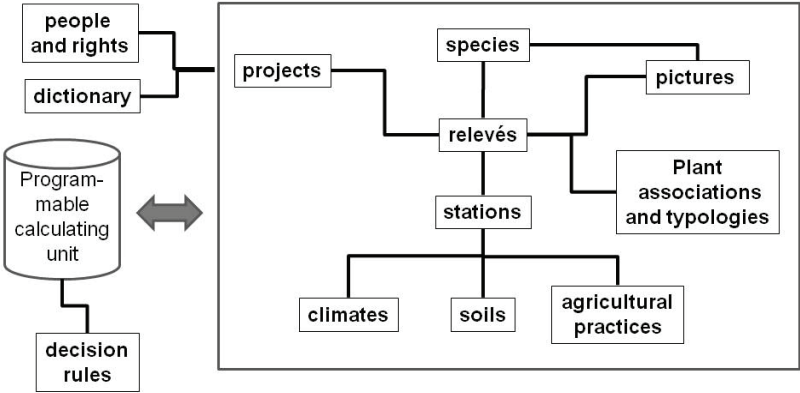 people
and rights
dictionary
Program-
mable
calculating
unit
decision
rules
projects
species
pictures
relevés
Plant
associations
and typologies
stations
climates
soils
agricultural
practices